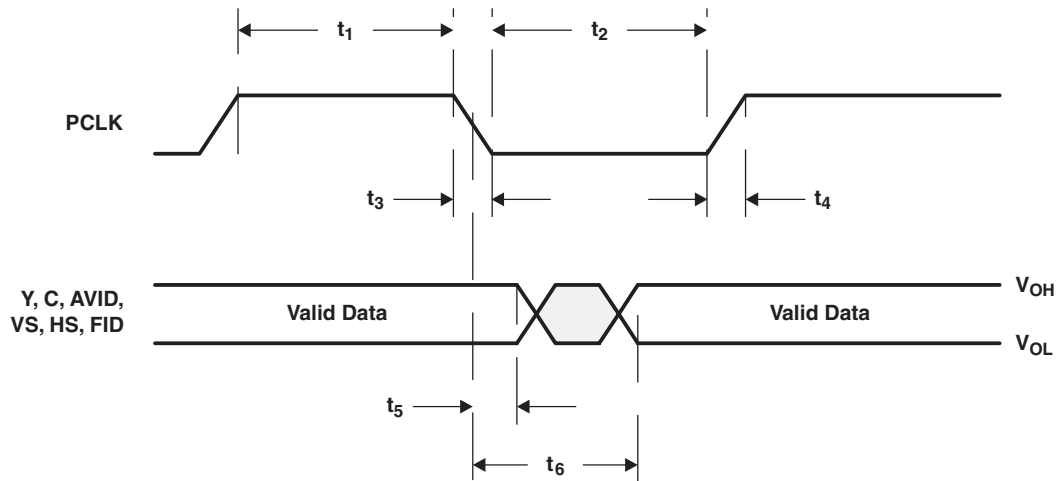 t1
t2
PCLK
t3
t4
Y, C, AVID,
VS, HS, FID
Valid Data
Valid Data
VOH
VOL
t5
t6